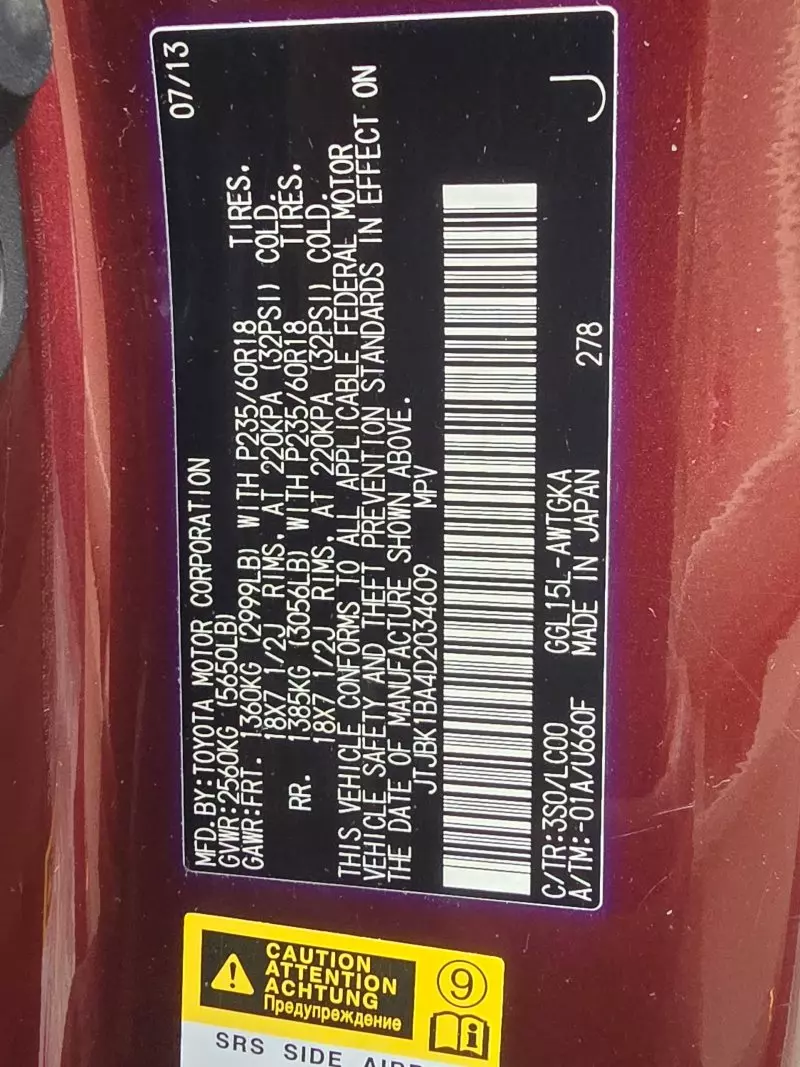 07/13
MFD.BY:TOYOTA MOTOR CORPORATION
GVWR:2560KG (5650LB)
GAWR:FRT. 1360KG (2999LB) WITH P235/60R18 TIRES.
18X7 1/2J RIMS, AT 220KPA (32PSI) COLD.
RR. 1385KG (3056LB) WITH P235/60R18 TIRES.
18X7 1/2J RIMS, AT 220KPA (32PSI) COLD.
THIS VEHICLE CONFORMS TO ALL APPLICABLE FEDERAL MOTOR
VEHICLE SAFETY AND THEFT PREVENTION STANDARDS IN EFFECT ON
THE DATE OF MANUFACTURE SHOWN ABOVE.
JTJBK1BA4D2034609 MPV
C/TR:3S0/LC00 GGL15L-AWTGKA 278
A/TM:-01A/U660F MADE IN JAPAN J
CAUTION
ATTENTION
ACHTUNG
Предупреждение
9
i
SRS SIDE